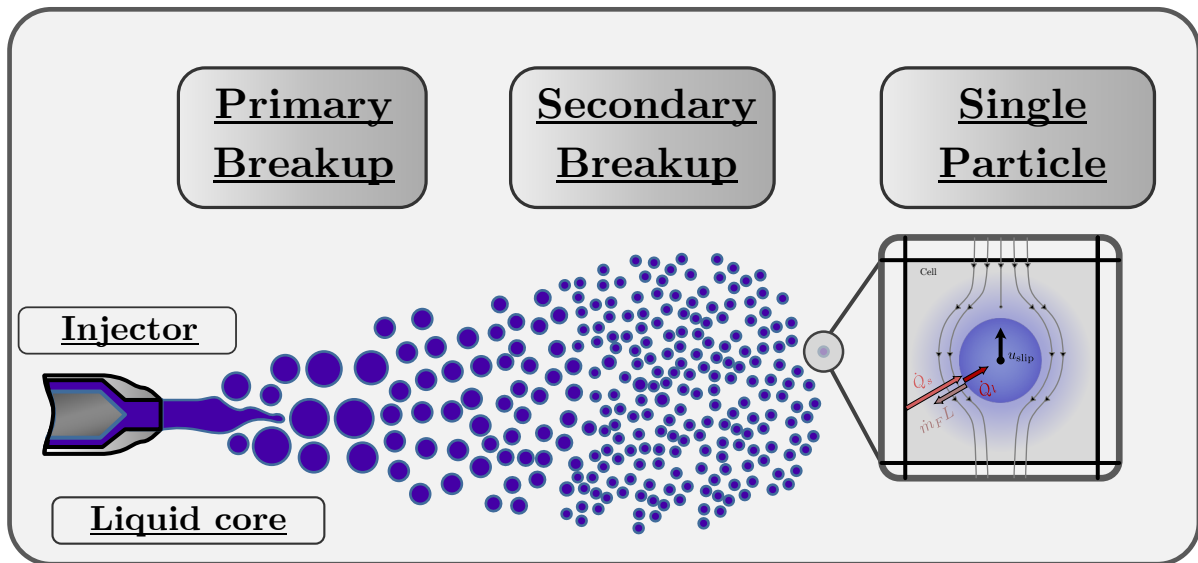 Primary
Breakup
Secondary
Breakup
Single
Particle
Injector
Liquid core
Cell
u_slip
Q̇_s
Q̇_l
ṁ_F L